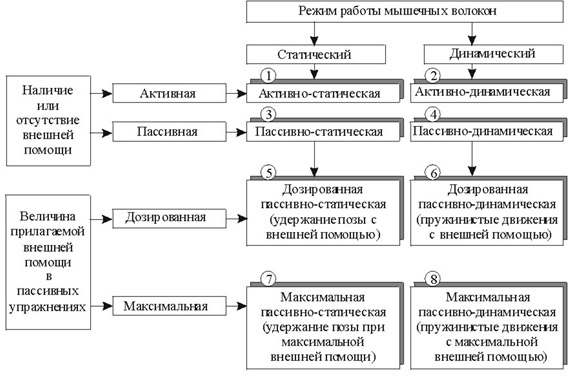 Режим работы мышечных волокон
Статический
Динамический
Наличие
или
отсутствие
внешней
помощи
Активная
1
Активно-статическая
2
Активно-динамическая
Пассивная
3
Пассивно-статическая
4
Пассивно-динамическая
Величина
прилагаемой
внешней
помощи
в
пассивных
упражнениях
Дозированная
5
Дозированная
пассивно-статическая
(удержание позы с
внешней помощью)
6
Дозированная
пассивно-динамическая
(пружинистые движения
с внешней помощью)
Максимальная
7
Максимальная
пассивно-статическая
(удержание позы при
максимальной
внешней помощи)
8
Максимальная
пассивно-динамическая
(пружинистые движения
с максимальной
внешней помощью)